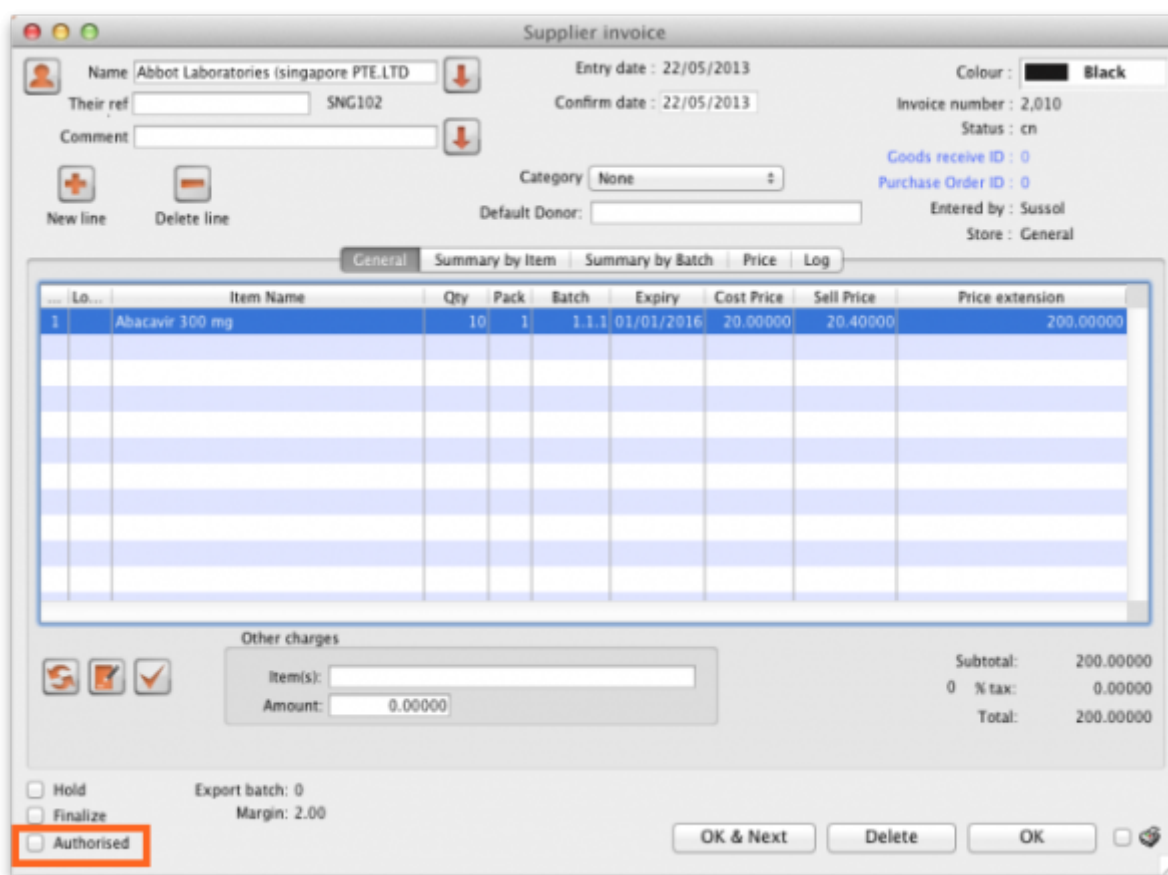 Supplier invoice
Name Abbot Laboratories (singapore PTE.LTD Entry date : 22/05/2013 Colour : Black
Their ref SNG102 Confirm date : 22/05/2013 Invoice number : 2,010
Comment Status : cn
Goods receive ID : 0
Category None Purchase Order ID : 0
New line Delete line Default Donor: Entered by : Sussol
Store : General
General Summary by Item Summary by Batch Price Log
... Lo... Item Name Qty Pack Batch Expiry Cost Price Sell Price Price extension
1 Abacavir 300 mg 10 1 1.1.1 01/01/2016 20.00000 20.40000 200.00000
Other charges
Item(s): Subtotal: 200.00000
Amount: 0.00000 0 % tax: 0.00000
Total: 200.00000
Hold Export batch: 0
Finalize Margin: 2.00
Authorised OK & Next Delete OK